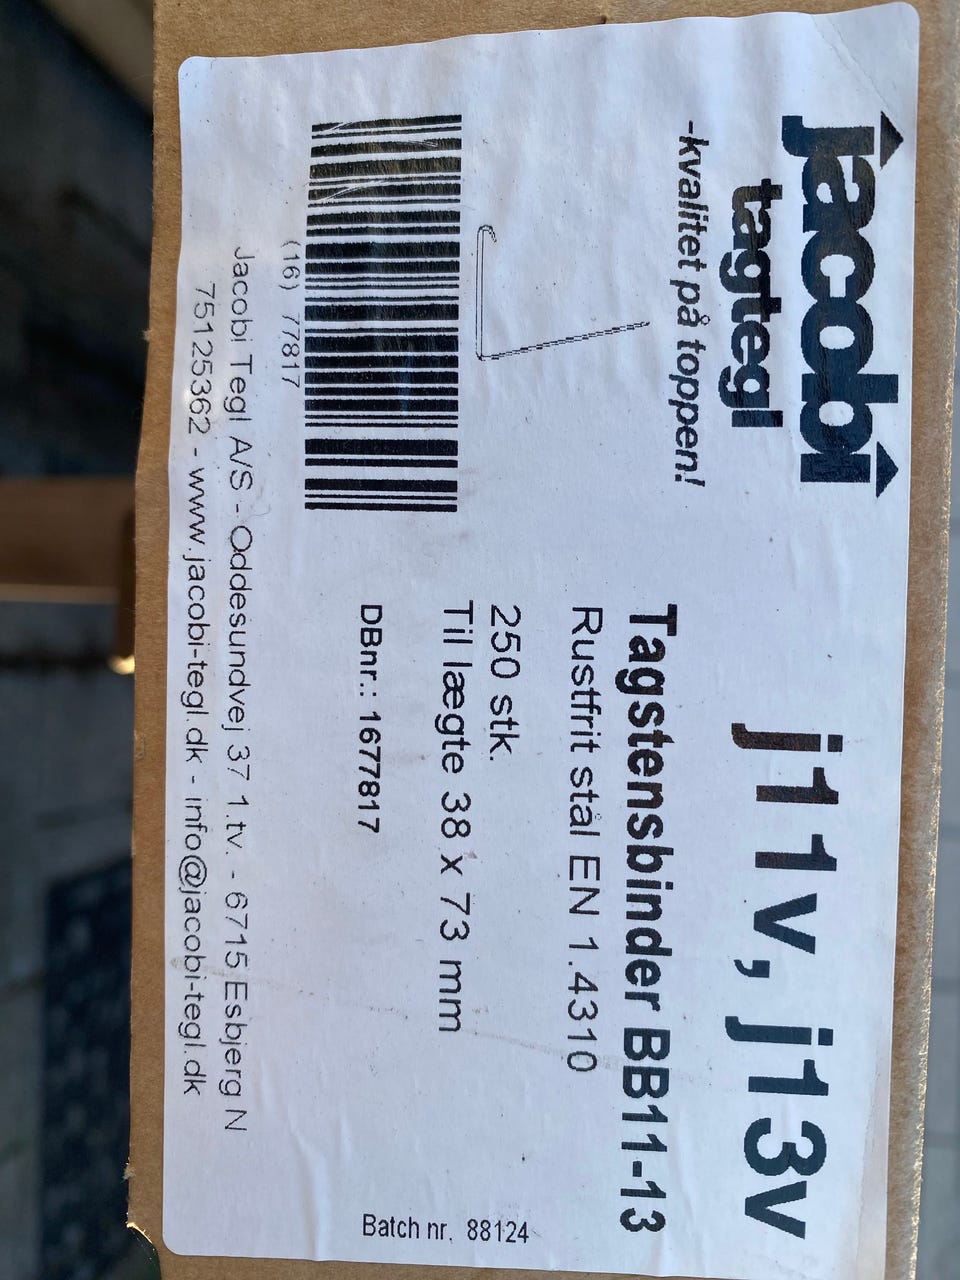 jacobi
tagtegl
-kvalitet på toppen!
j11v, j13v
Tagstensbinder BB11-13
Rustfrit stål EN 1.4310
250 stk.
Til lægte 38 x 73 mm
DBnr.: 1677817
(16) 77817
Batch nr. 88124
Jacobi Tegl A/S - Oddesundvej 37 1.tv. - 6715 Esbjerg N
75125362 - www.jacobi-tegl.dk - info@jacobi-tegl.dk